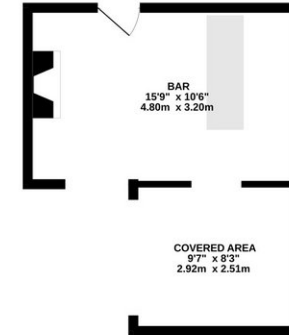 BAR
15'9" x 10'6"
4.80m x 3.20m
COVERED AREA
9'7" x 8'3"
2.92m x 2.51m